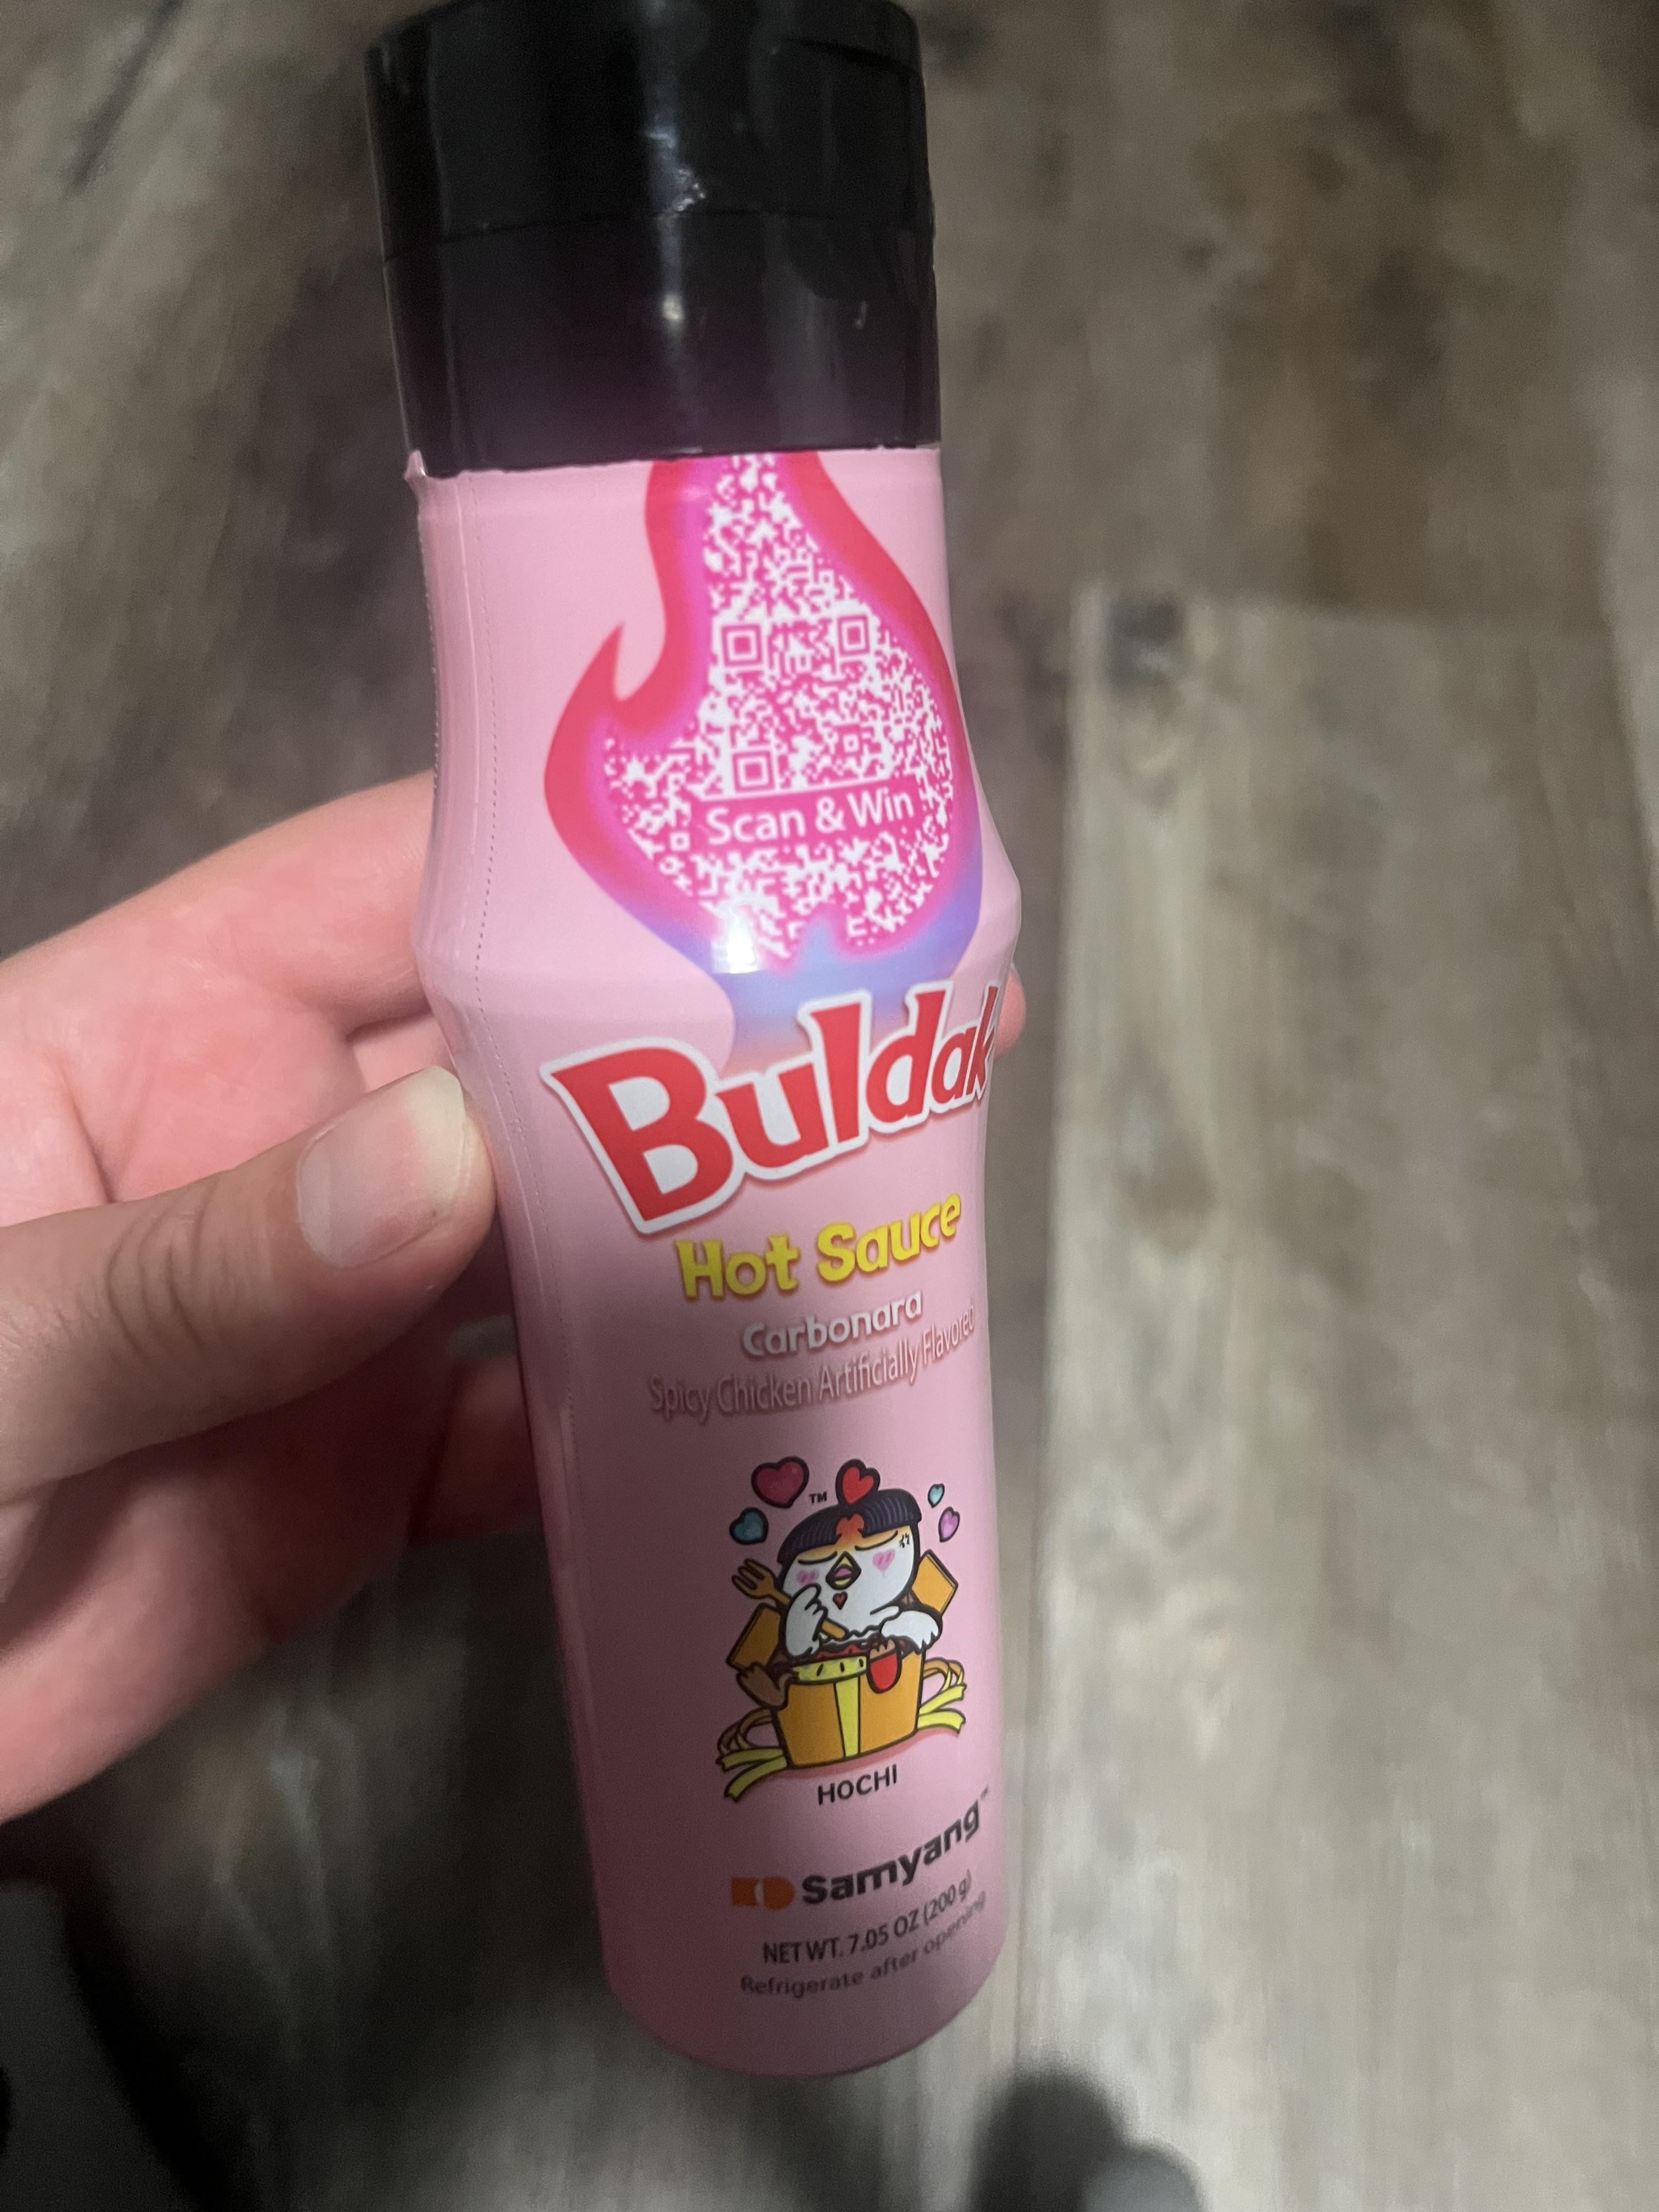 Scan & Win
Buldak
Hot Sauce
Carbonara
Spicy Chicken Artificially Flavored
TM
HOCHI
Samyang™
NET WT. 7.05 OZ (200 g)
Refrigerate after opening